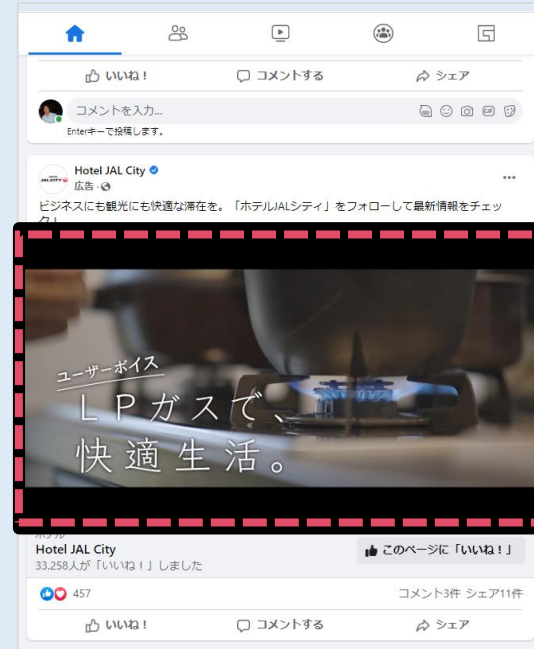 いいね！ コメントする シェア
コメントを入力...
GIF
Enterキーで投稿します。
Hotel JAL City
広告
ビジネスにも観光にも快適な滞在を。「ホテルJALシティ」をフォローして最新情報をチェッ
ク！
ユーザーボイス
ＬＰガスで、
快適生活。
ホテル
Hotel JAL City
このページに「いいね！」
33,258人が「いいね！」しました
457 コメント3件 シェア11件
いいね！ コメントする シェア